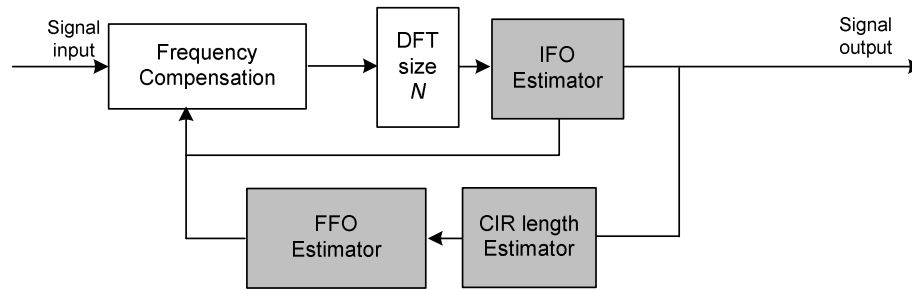 Signal
input
Frequency
Compensation
DFT
size
N
IFO
Estimator
Signal
output
FFO
Estimator
CIR length
Estimator